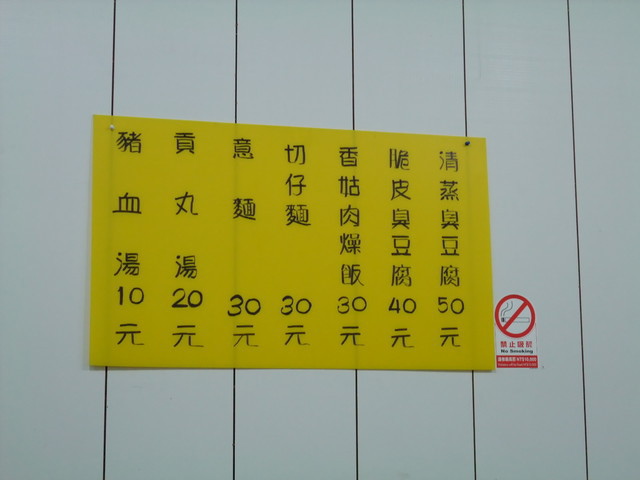 清蒸臭豆腐50元
脆皮臭豆腐40元
香菇肉燥飯30元
切仔麵30元
意麵30元
貢丸湯20元
豬血湯10元
禁止吸菸
No Smoking